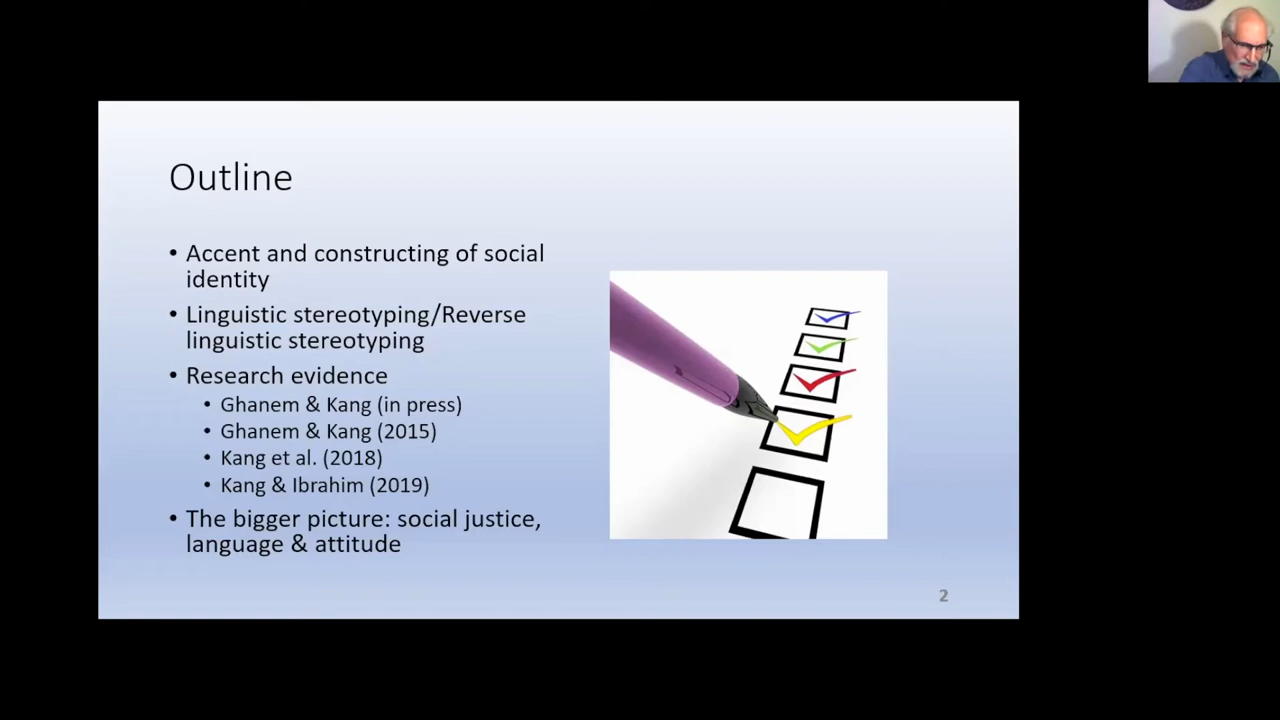 Outline
• Accent and constructing of social
identity
• Linguistic stereotyping/Reverse
linguistic stereotyping
• Research evidence
• Ghanem & Kang (in press)
• Ghanem & Kang (2015)
• Kang et al. (2018)
• Kang & Ibrahim (2019)
• The bigger picture: social justice,
language & attitude
2